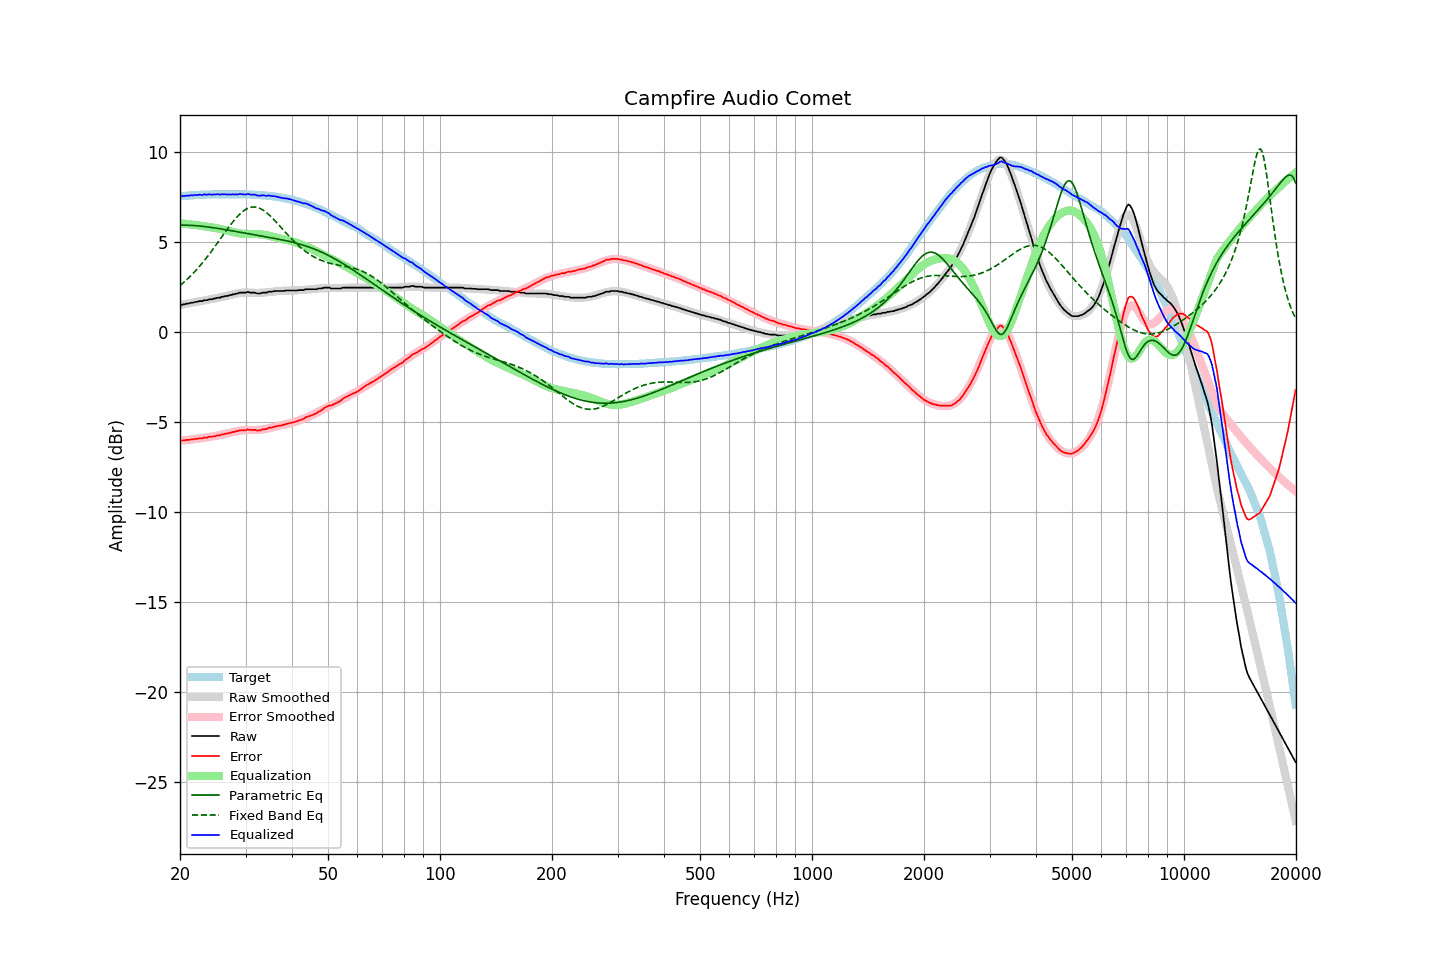 Campfire Audio Comet
Amplitude (dBr)
10
5
0
−5
−10
−15
−20
−25
Target
Raw Smoothed
Error Smoothed
Raw
Error
Equalization
Parametric Eq
Fixed Band Eq
Equalized
20 50 100 200 500 1000 2000 5000 10000 20000
Frequency (Hz)